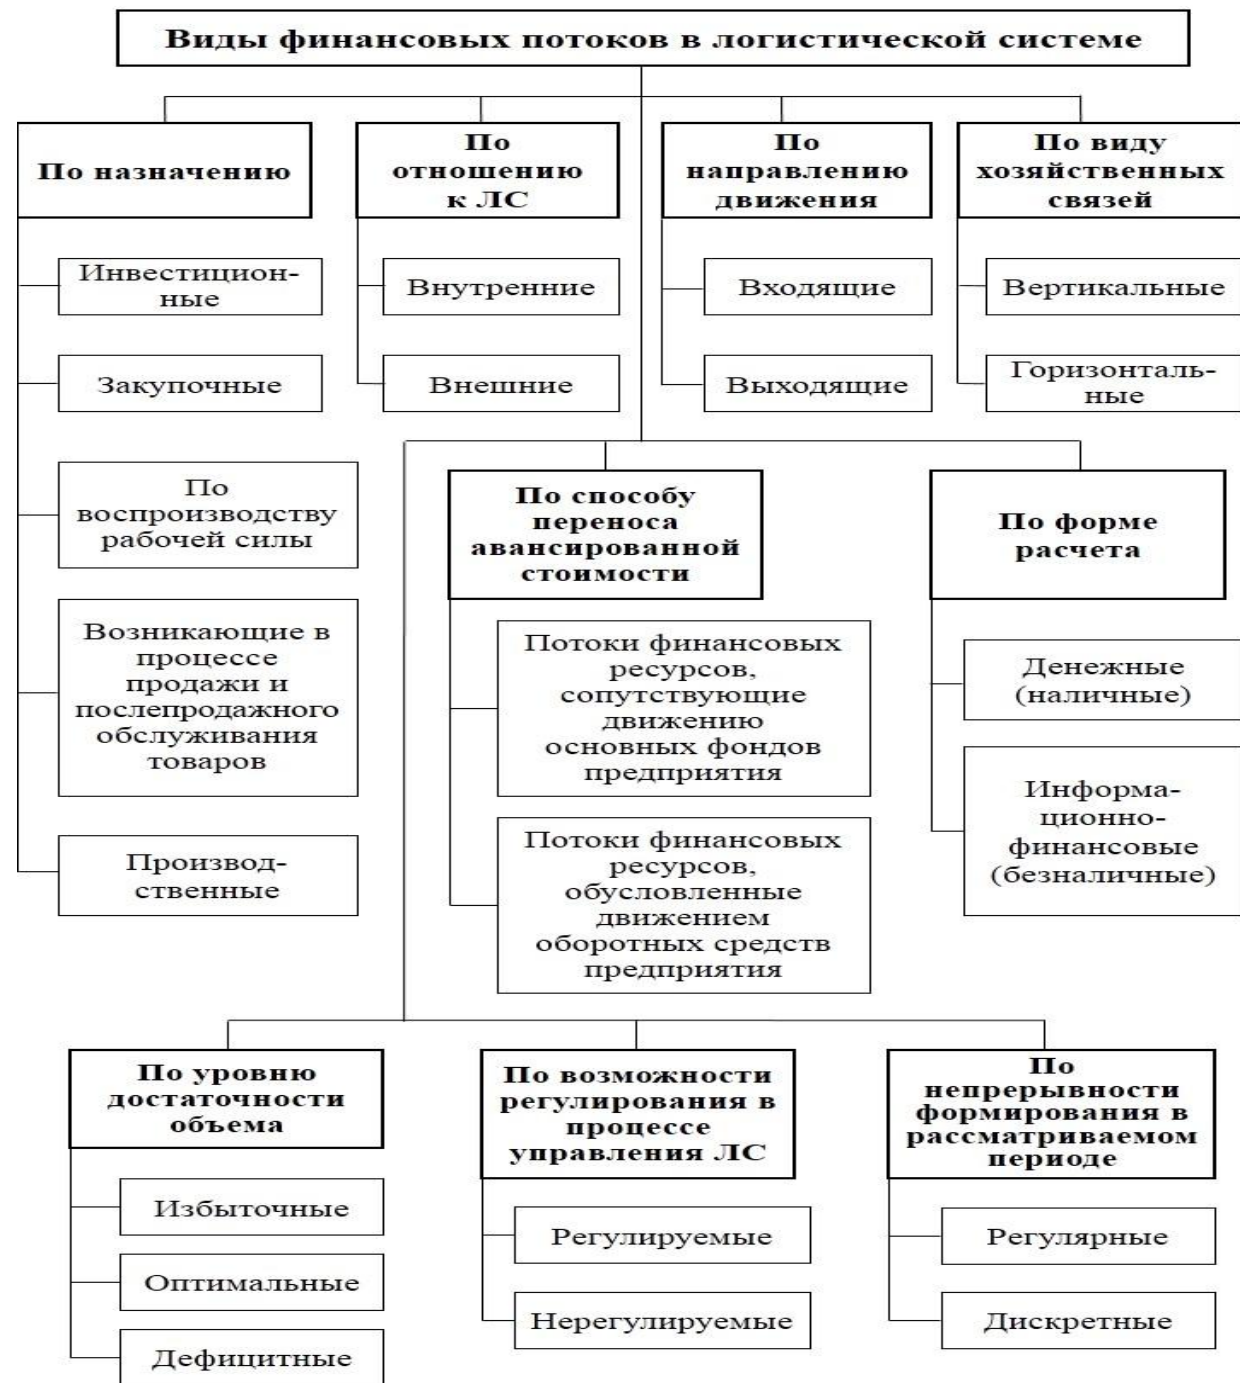 Виды финансовых потоков в логистической системе
По назначению
По
отношению
к ЛС
По
направлению
движения
По виду
хозяйственных
связей
Инвестицион-
ные
Закупочные
По
воспроизводству
рабочей силы
Возникающие в
процессе
продажи и
послепродажного
обслуживания
товаров
Производ-
ственные
Внутренние
Внешние
Входящие
Выходящие
Вертикальные
Горизонталь-
ные
По способу
переноса
авансированной
стоимости
Потоки финансовых
ресурсов,
сопутствующие
движению
основных фондов
предприятия
Потоки финансовых
ресурсов,
обусловленные
движением
оборотных средств
предприятия
По форме
расчета
Денежные
(наличные)
Информа-
ционно-
финансовые
(безналичные)
По уровню
достаточности
объема
Избыточные
Оптимальные
Дефицитные
По возможности
регулирования в
процессе
управления ЛС
Регулируемые
Нерегулируемые
По
непрерывности
формирования в
рассматриваемом
периоде
Регулярные
Дискретные